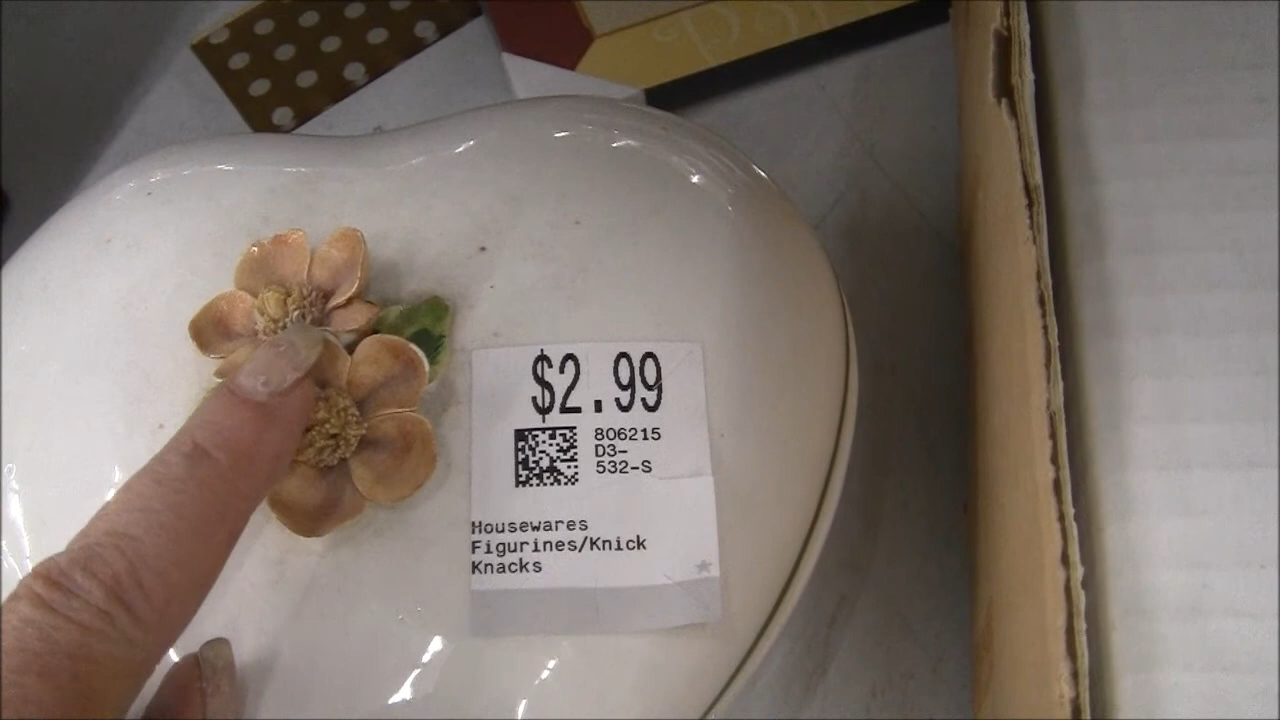 $2.99
806215
D3-
532-S
Housewares
Figurines/Knick
Knacks